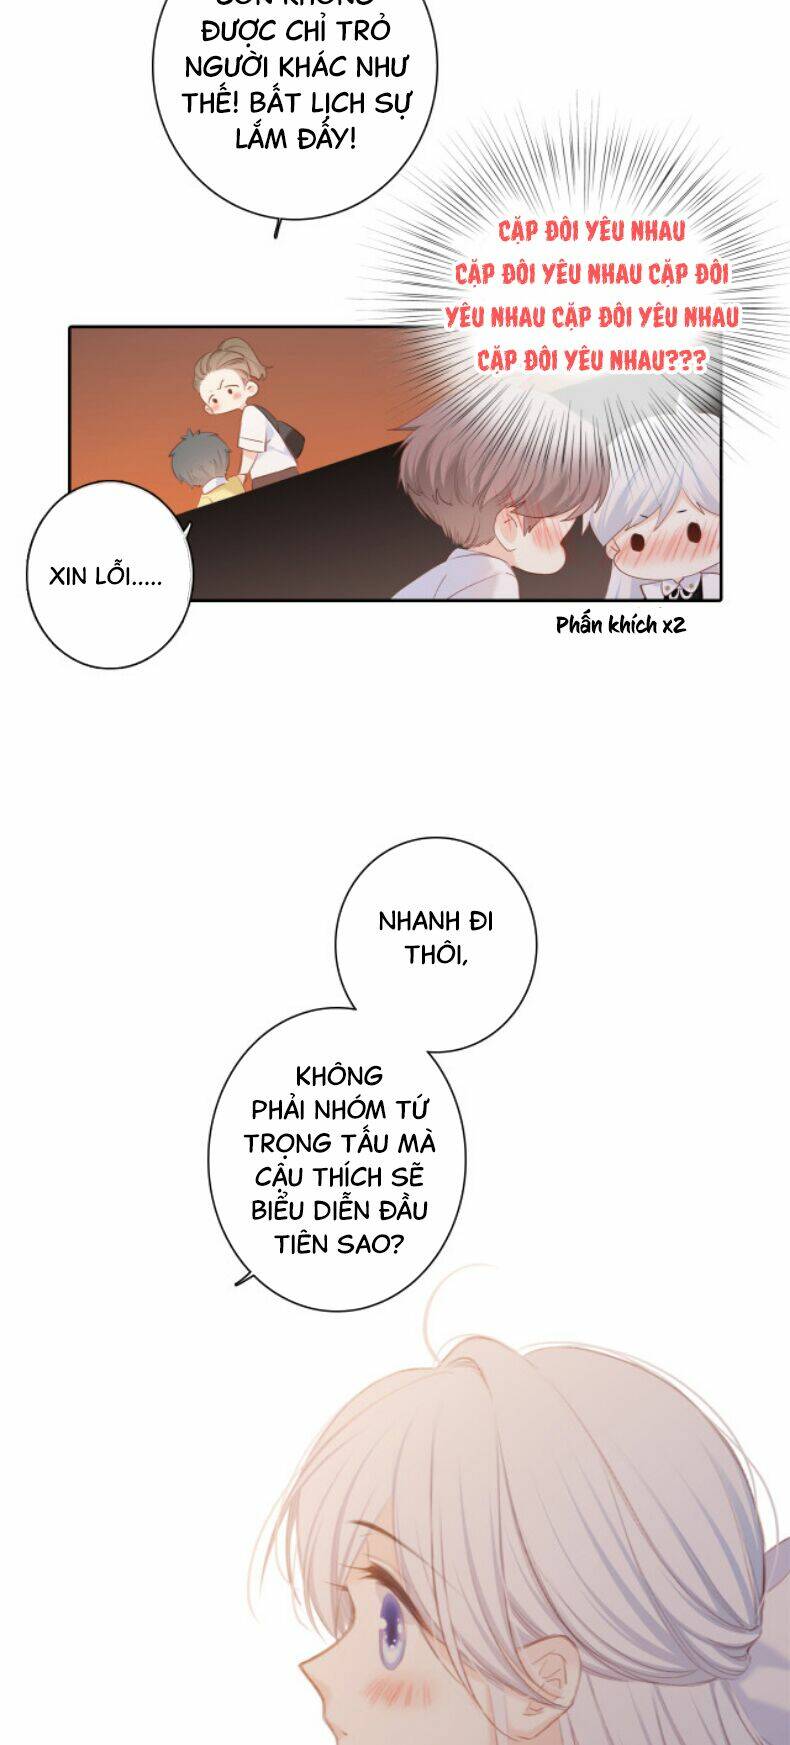 CON KHÔNG
ĐƯỢC CHỈ TRỎ
NGƯỜI KHÁC NHƯ
THẾ! BẤT LỊCH SỰ
LẮM ĐẤY!
CẶP ĐÔI YÊU NHAU
CẶP ĐÔI YÊU NHAU CẶP ĐÔI
YÊU NHAU CẶP ĐÔI YÊU NHAU
CẶP ĐÔI YÊU NHAU???
XIN LỖI.....
Phấn khích x2
NHANH ĐI
THÔI,
KHÔNG
PHẢI NHÓM TỨ
TRỌNG TẤU MÀ
CẬU THÍCH SẼ
BIỂU DIỄN ĐẦU
TIÊN SAO?